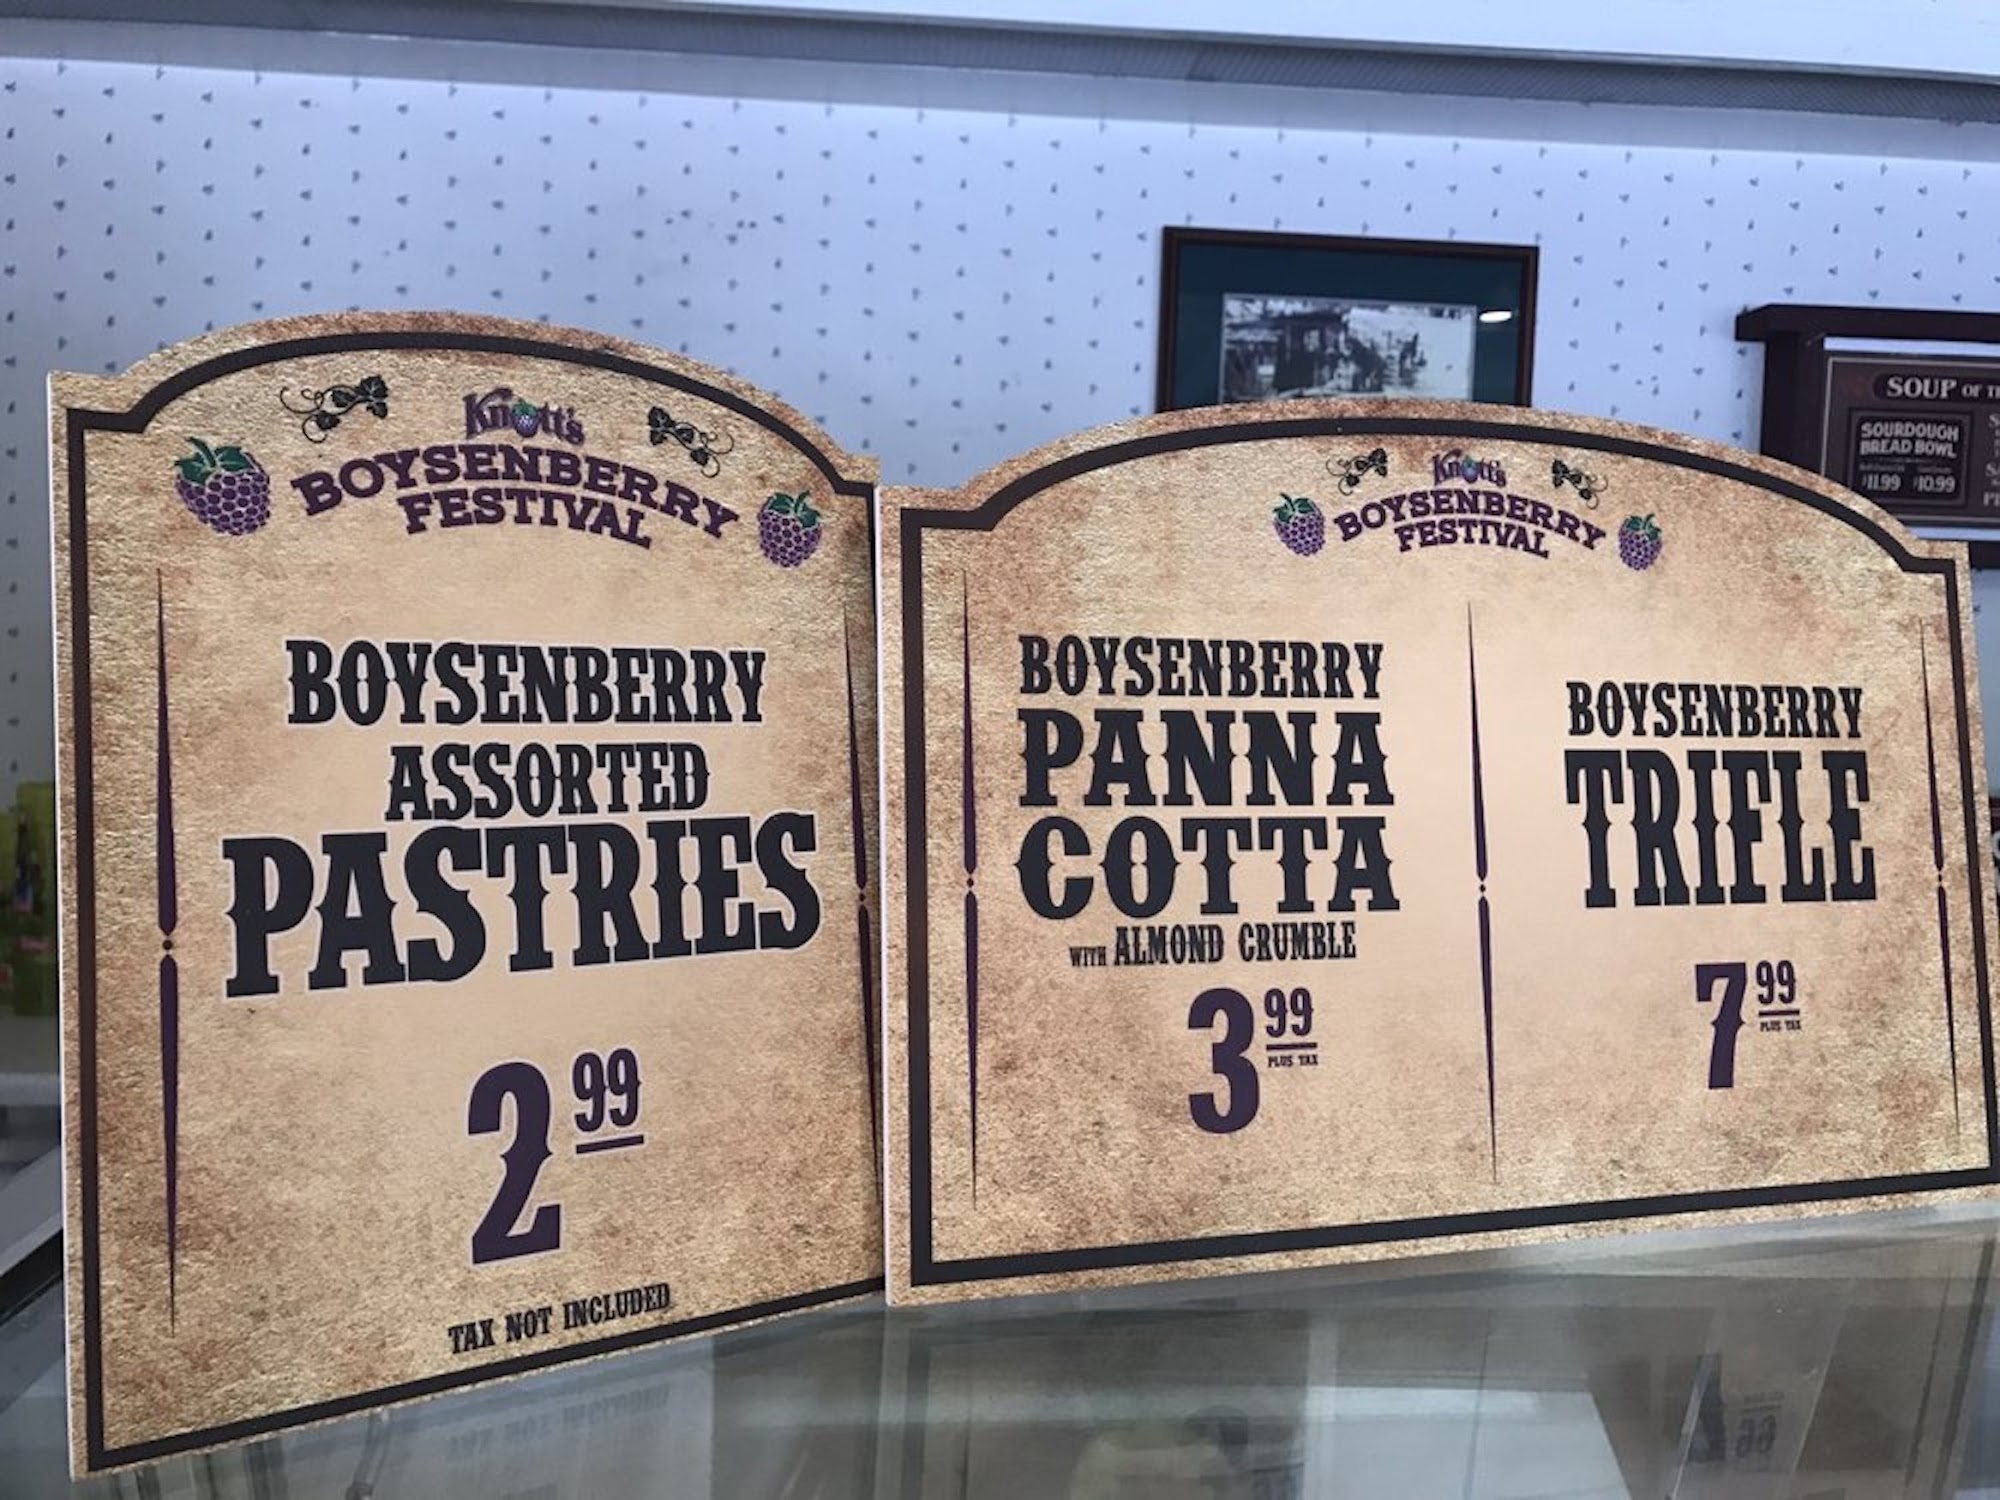 Knott's
BOYSENBERRY
FESTIVAL
BOYSENBERRY
ASSORTED
PASTRIES
2 99
TAX NOT INCLUDED
Knott's
BOYSENBERRY
FESTIVAL
BOYSENBERRY
PANNA
COTTA
WITH ALMOND CRUMBLE
3 99
PLUS TAX
BOYSENBERRY
TRIFLE
7 99
PLUS TAX
SOUP OF
SOURDOUGH
BREAD BOWL
$11.99 $10.99